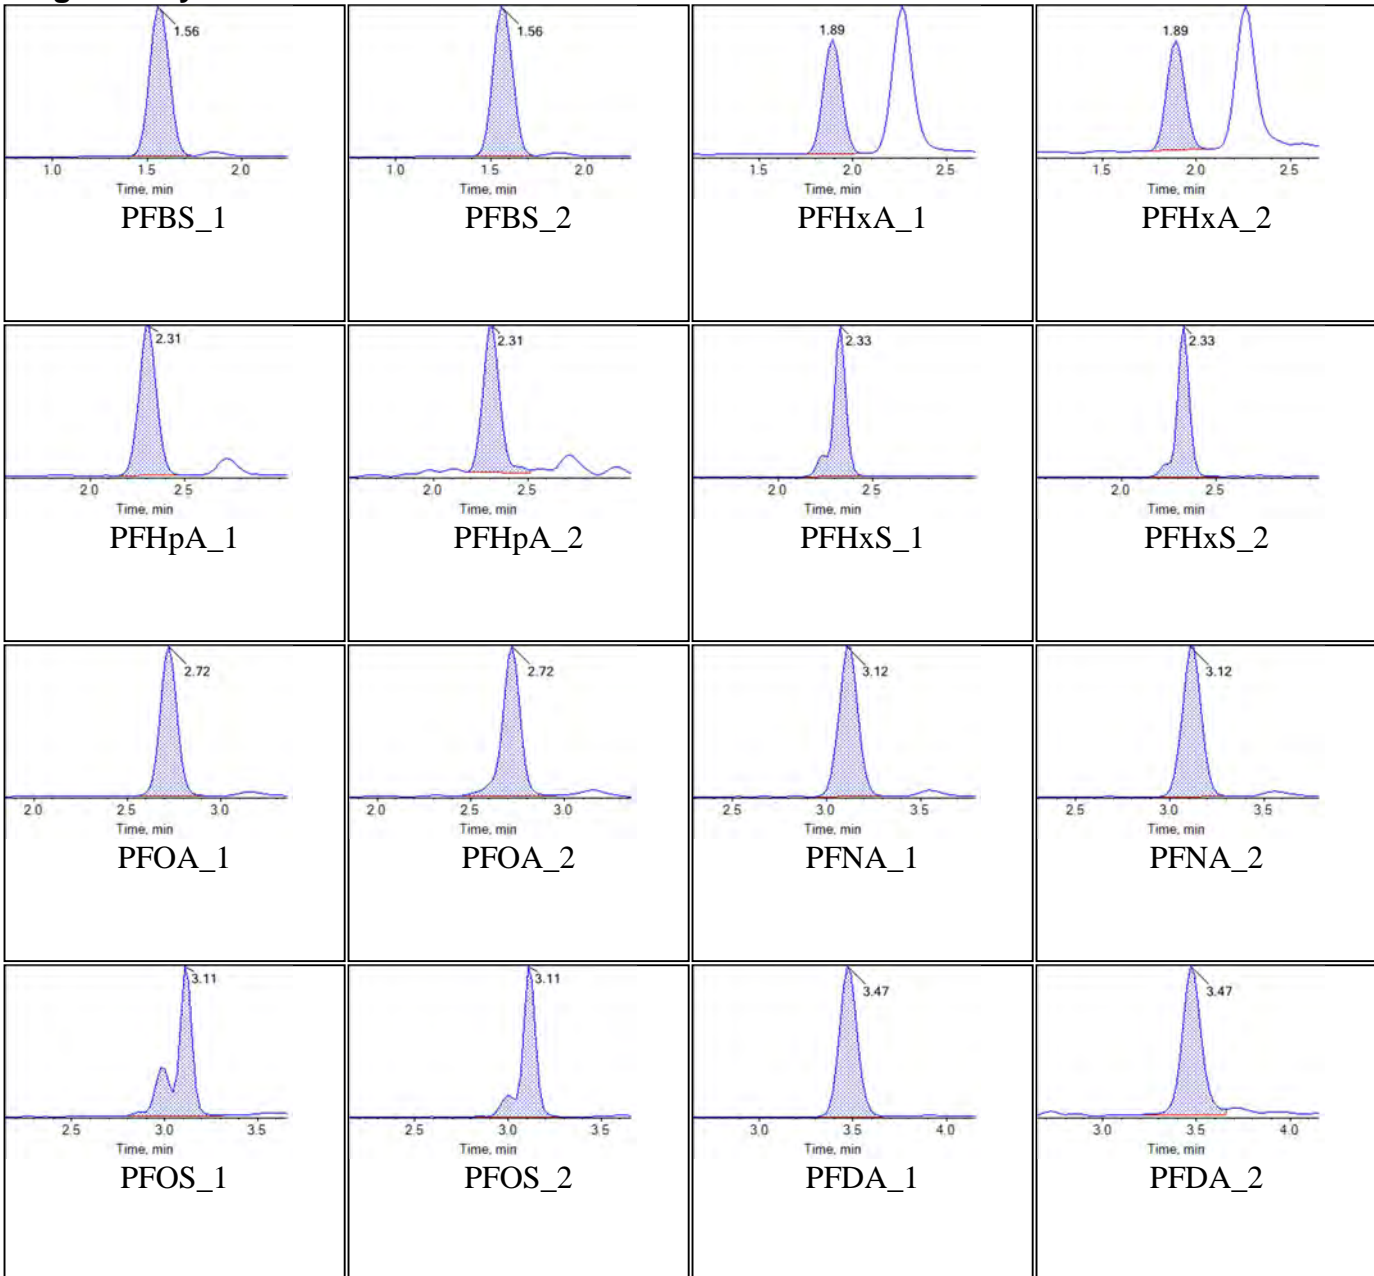 1.56 1.56 1.89 1.89
1.0 1.5 2.0 1.0 1.5 2.0 1.5 2.0 2.5 1.5 2.0 2.5
Time, min Time, min Time, min Time, min
PFBS_1 PFBS_2 PFHxA_1 PFHxA_2
2.31 2.31 2.33 2.33
2.0 2.5 2.0 2.5 2.0 2.5 2.0 2.5
Time, min Time, min Time, min Time, min
PFHpA_1 PFHpA_2 PFHxS_1 PFHxS_2
2.72 2.72 3.12 3.12
2.0 2.5 3.0 2.0 2.5 3.0 2.5 3.0 3.5 2.5 3.0 3.5
Time, min Time, min Time, min Time, min
PFOA_1 PFOA_2 PFNA_1 PFNA_2
3.11 3.11 3.47 3.47
2.5 3.0 3.5 2.5 3.0 3.5 3.0 3.5 4.0 3.0 3.5 4.0
Time, min Time, min Time, min Time, min
PFOS_1 PFOS_2 PFDA_1 PFDA_2